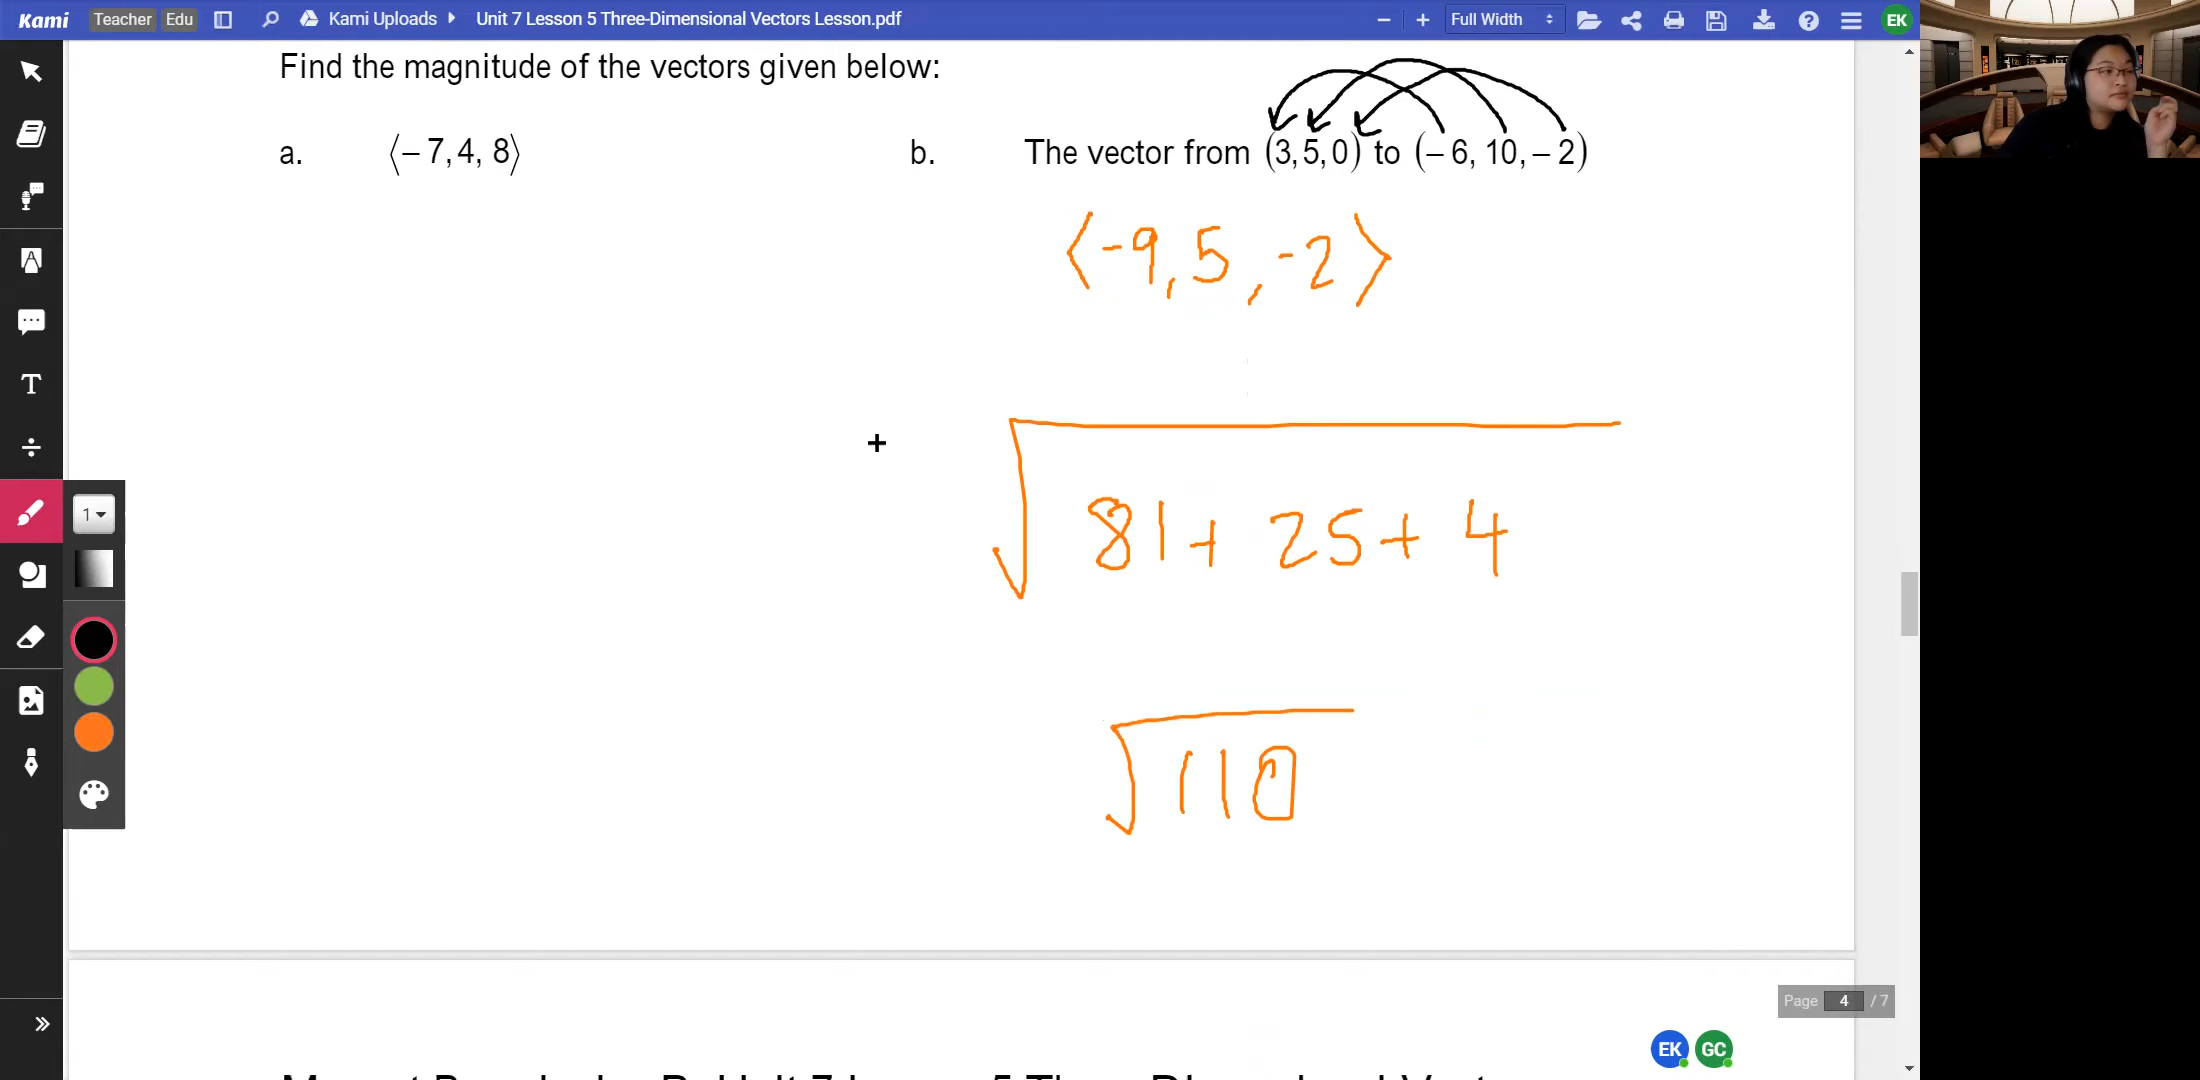 Kami Teacher Edu Kami Uploads Unit 7 Lesson 5 Three-Dimensional Vectors Lesson.pdf − + Full Width EK
Find the magnitude of the vectors given below:
a. ⟨– 7, 4, 8⟩
b. The vector from (3, 5, 0) to (– 6, 10, – 2)
⟨-9, 5, -2⟩
√81 + 25 + 4
√110
T
1
Page 4 / 7
EK GC